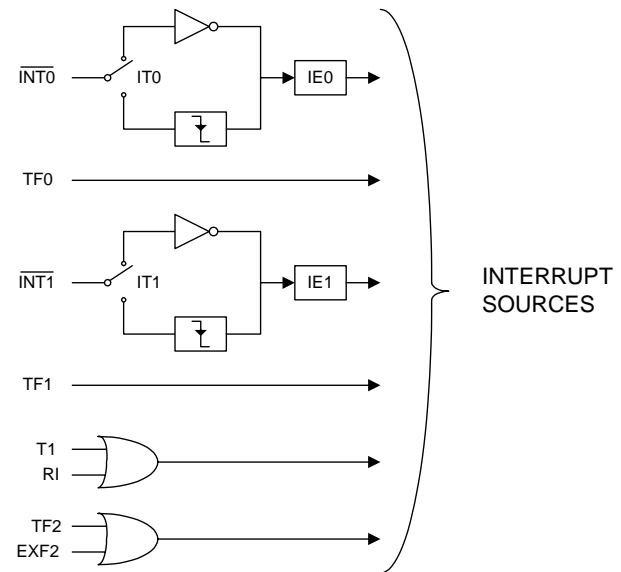 INT0
IT0
IE0
TF0
INT1
IT1
IE1
INTERRUPT
SOURCES
TF1
T1
RI
TF2
EXF2